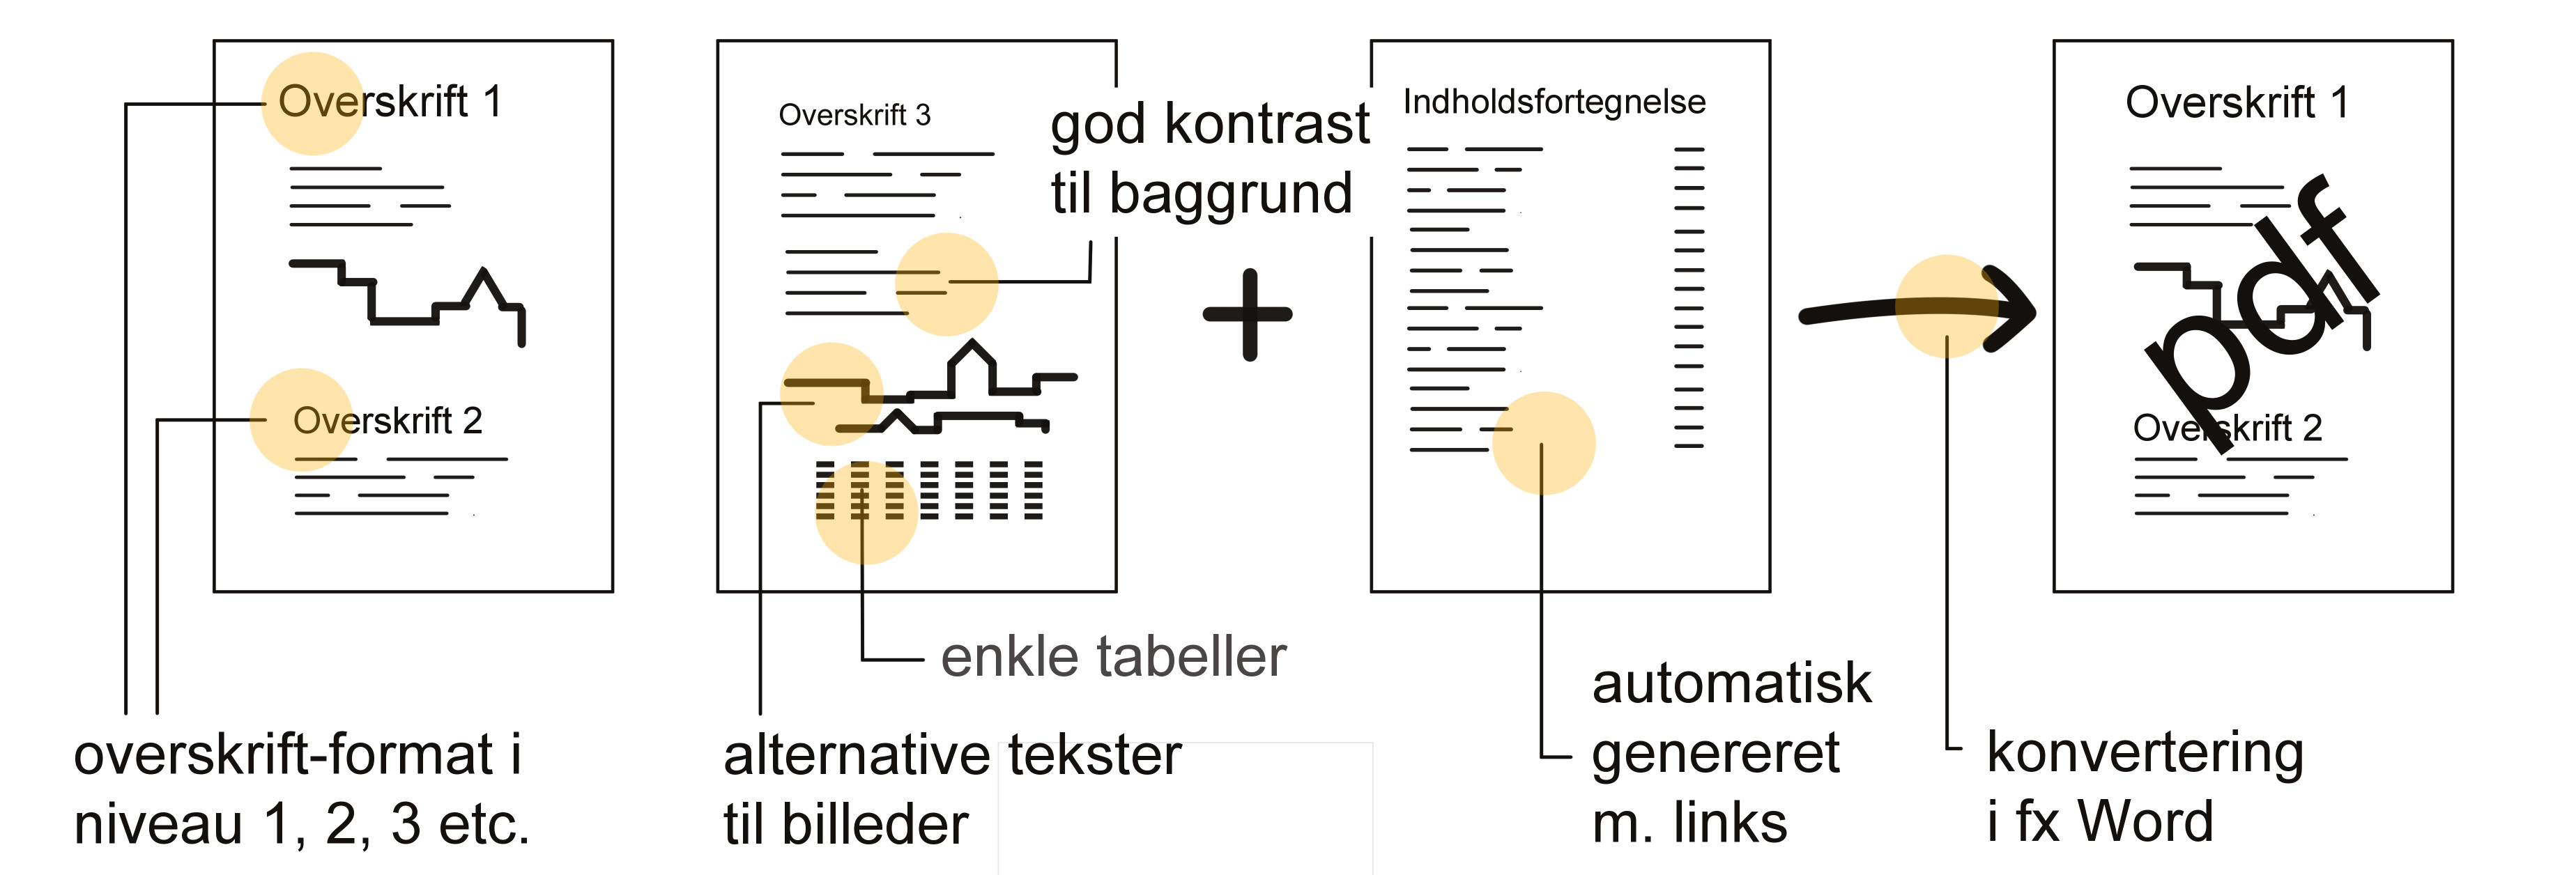 Overskrift 1
Overskrift 2
overskrift-format i
niveau 1, 2, 3 etc.
Overskrift 3
god kontrast
til baggrund
enkle tabeller
alternative tekster
til billeder
Indholdsfortegnelse
automatisk
genereret
m. links
konvertering
i fx Word
Overskrift 1
pdf
Overskrift 2